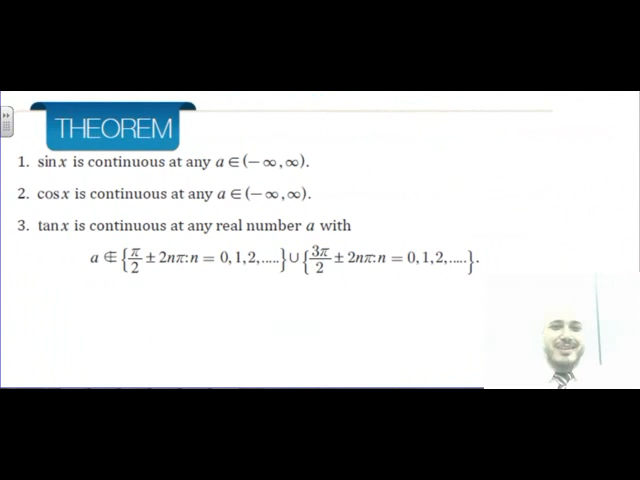 THEOREM
1. sin x is continuous at any a ∈ (−∞, ∞).
2. cos x is continuous at any a ∈ (−∞, ∞).
3. tan x is continuous at any real number a with
a ∉ {π/2 ± 2nπ: n = 0, 1, 2, .....} ∪ {3π/2 ± 2nπ: n = 0, 1, 2, .....}.